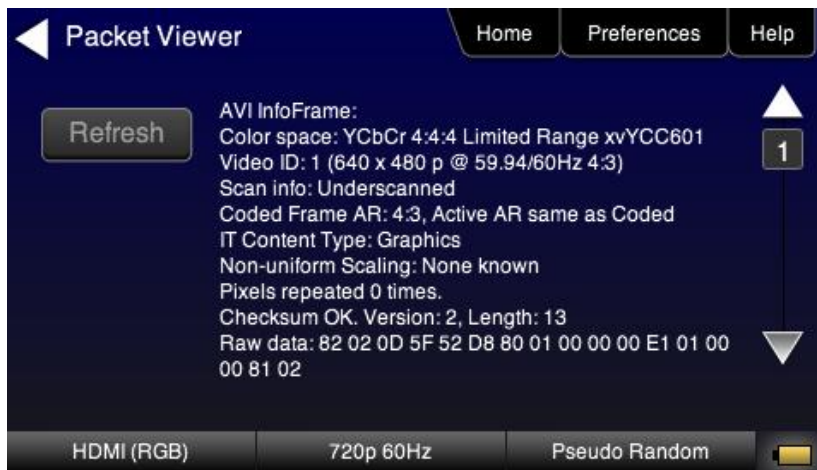 Packet Viewer
Home
Preferences
Help
Refresh
AVI InfoFrame:
Color space: YCbCr 4:4:4 Limited Range xvYCC601
Video ID: 1 (640 x 480 p @ 59.94/60Hz 4:3)
Scan info: Underscanned
Coded Frame AR: 4:3, Active AR same as Coded
IT Content Type: Graphics
Non-uniform Scaling: None known
Pixels repeated 0 times.
Checksum OK. Version: 2, Length: 13
Raw data: 82 02 0D 5F 52 D8 80 01 00 00 00 E1 01 00
00 81 02
1
HDMI (RGB)
720p 60Hz
Pseudo Random